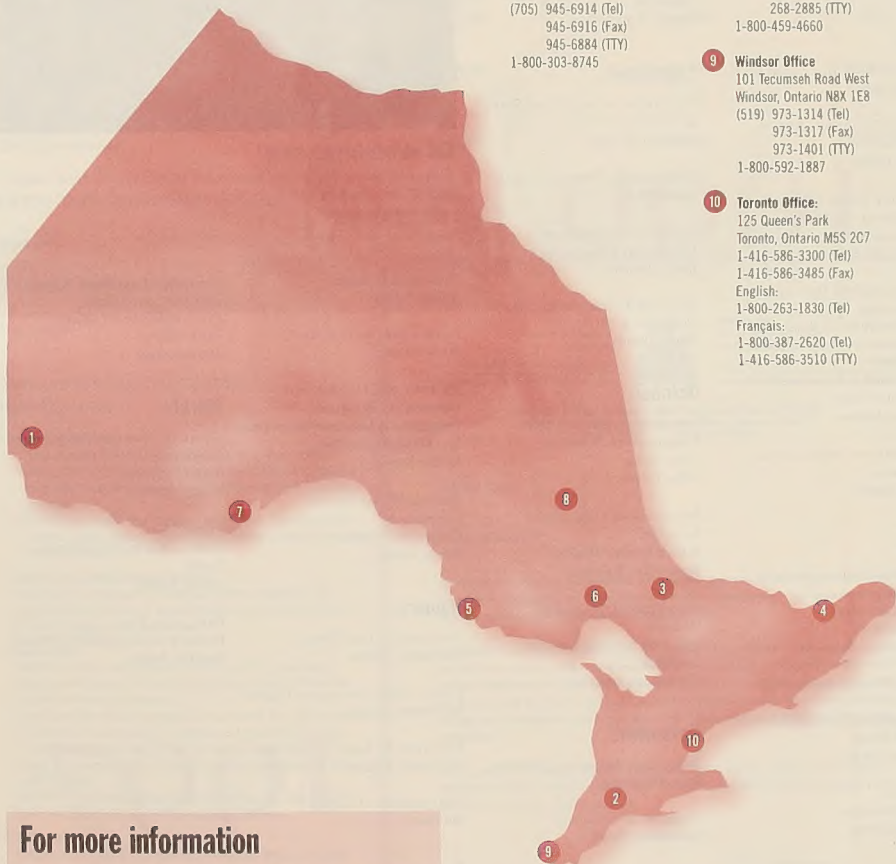 (705) 945-6914 (Tel)
945-6916 (Fax)
945-6884 (TTY)
1-800-303-8745
268-2885 (TTY)
1-800-459-4660
9 Windsor Office
101 Tecumseh Road West
Windsor, Ontario N8X 1E8
(519) 973-1314 (Tel)
973-1317 (Fax)
973-1401 (TTY)
1-800-592-1887
10 Toronto Office:
125 Queen's Park
Toronto, Ontario M5S 2C7
1-416-586-3300 (Tel)
1-416-586-3485 (Fax)
English:
1-800-263-1830 (Tel)
Français:
1-800-387-2620 (Tel)
1-416-586-3510 (TTY)
1
7
8
5
6
3
4
10
2
9
For more information